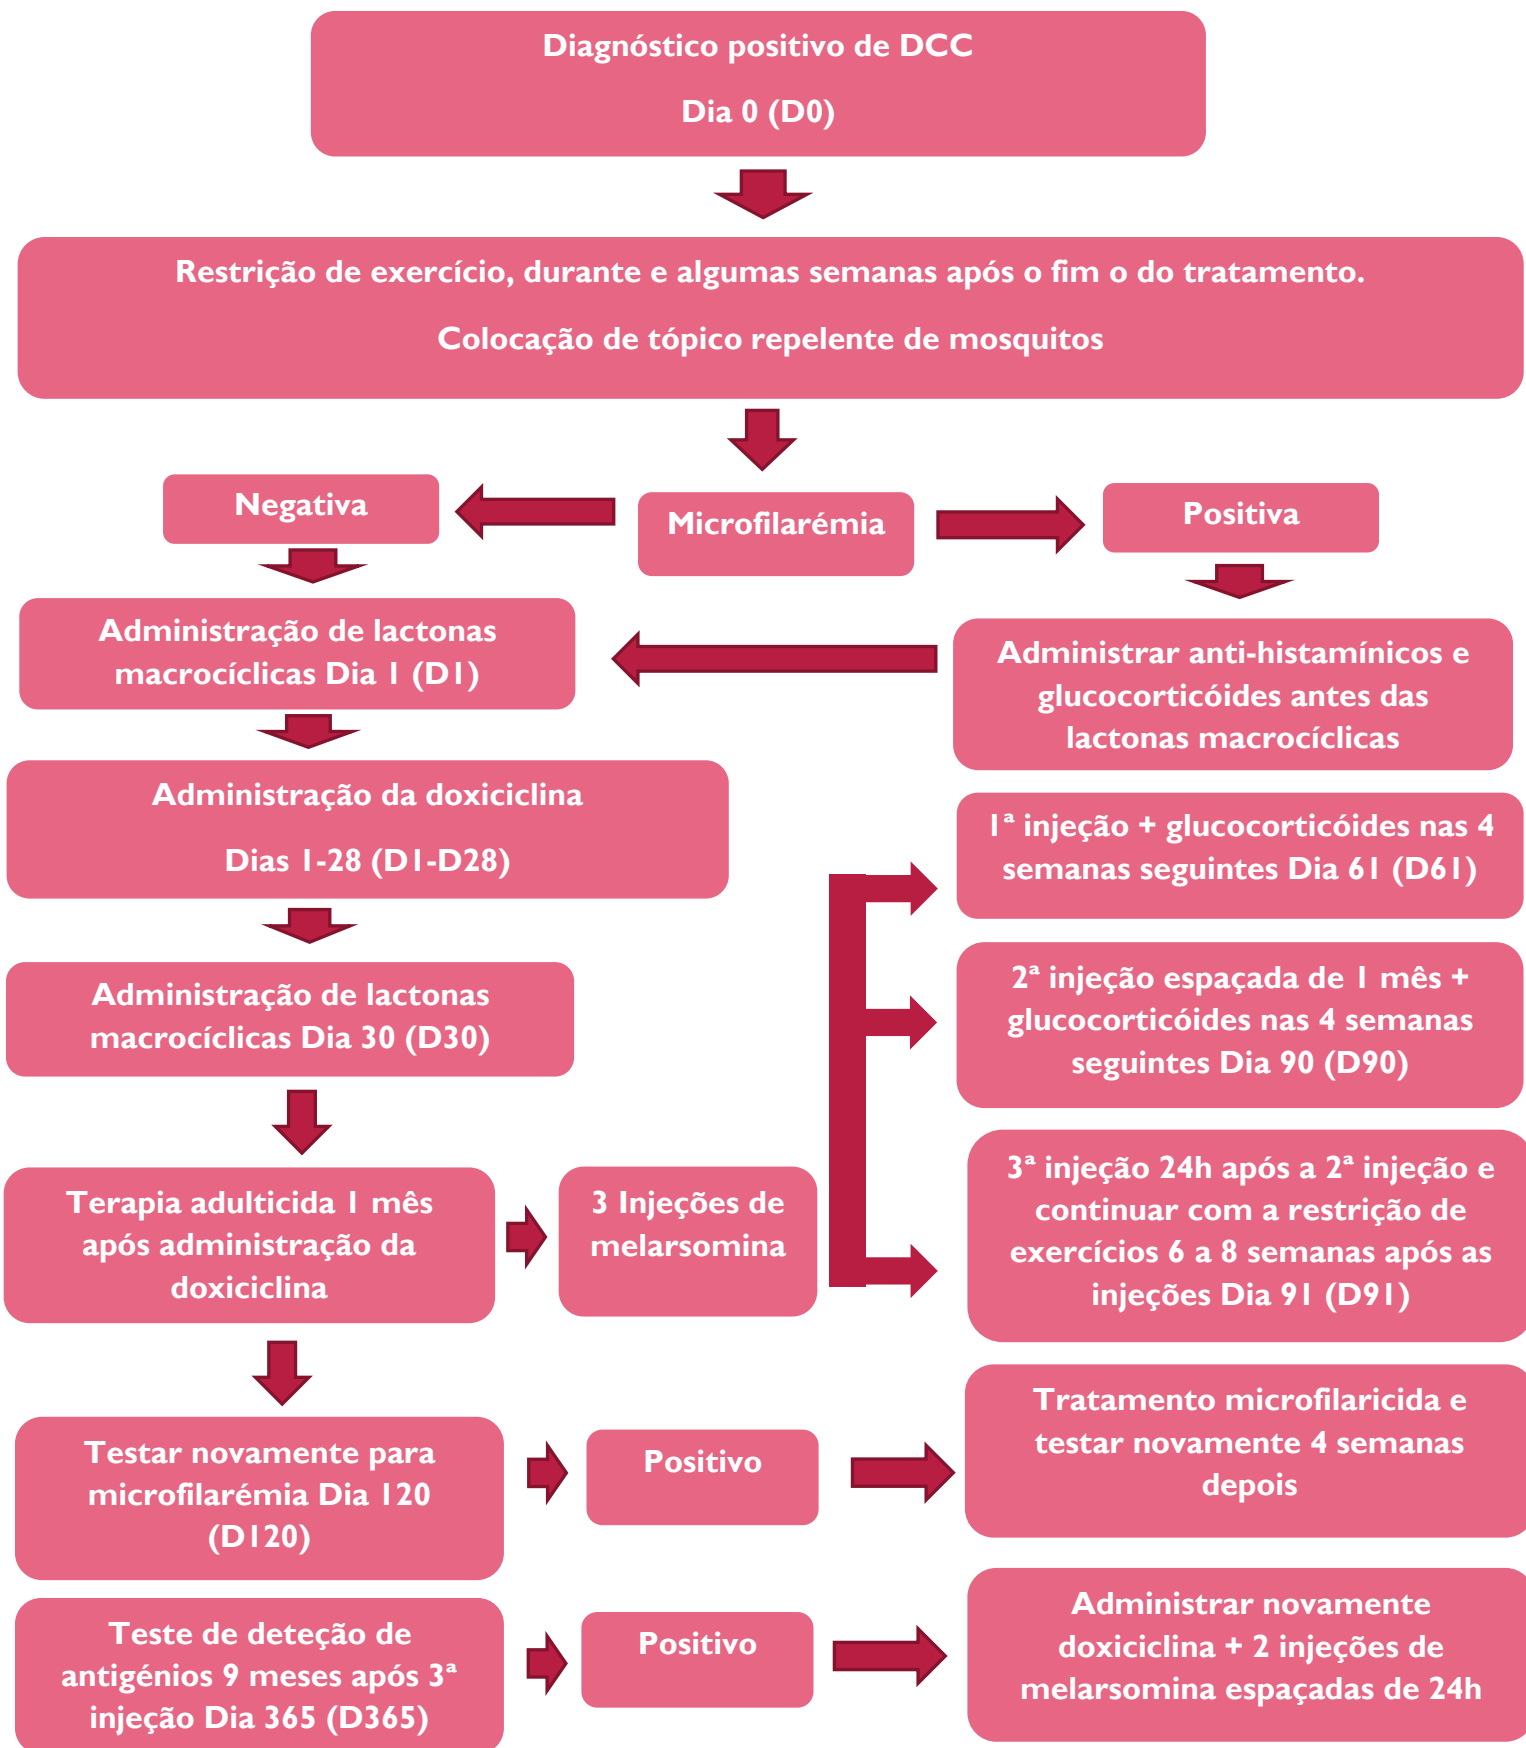 Diagnóstico positivo de DCC
Dia 0 (D0)
Restrição de exercício, durante e algumas semanas após o fim o do tratamento.
Colocação de tópico repelente de mosquitos
Negativa
Microfilarémia
Positiva
Administração de lactonas
macrocíclicas Dia 1 (D1)
Administrar anti-histamínicos e
glucocorticóides antes das
lactonas macrocíclicas
Administração da doxiciclina
Dias 1-28 (D1-D28)
1ª injeção + glucocorticóides nas 4
semanas seguintes Dia 61 (D61)
Administração de lactonas
macrocíclicas Dia 30 (D30)
2ª injeção espaçada de 1 mês +
glucocorticóides nas 4 semanas
seguintes Dia 90 (D90)
Terapia adulticida 1 mês
após administração da
doxiciclina
3 Injeções de
melarsomina
3ª injeção 24h após a 2ª injeção e
continuar com a restrição de
exercícios 6 a 8 semanas após as
injeções Dia 91 (D91)
Testar novamente para
microfilarémia Dia 120
(D120)
Positivo
Tratamento microfilaricida e
testar novamente 4 semanas
depois
Teste de deteção de
antigénios 9 meses após 3ª
injeção Dia 365 (D365)
Positivo
Administrar novamente
doxiciclina + 2 injeções de
melarsomina espaçadas de 24h